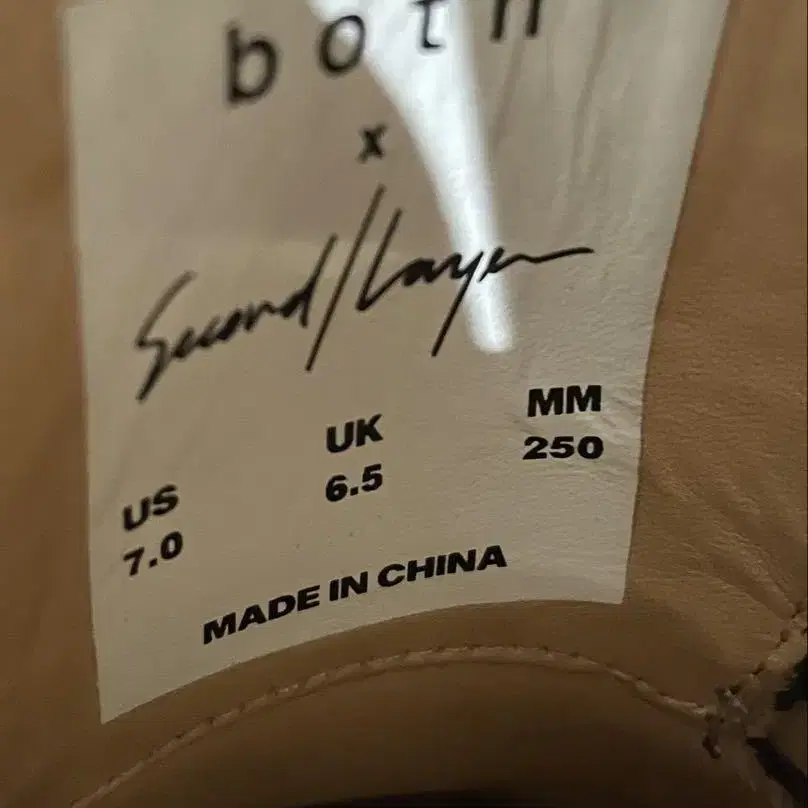 both
x
Second/Layer
US UK MM
7.0 6.5 250
MADE IN CHINA